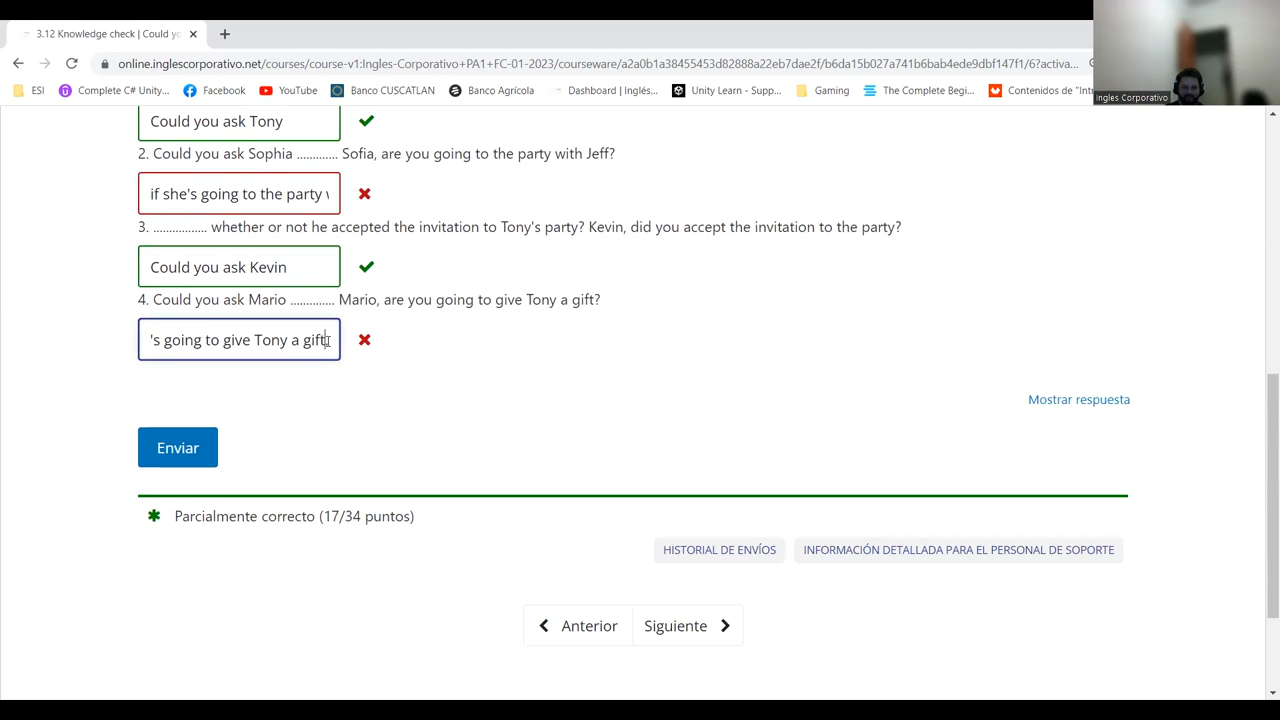 3.12 Knowledge check | Could yo
online.inglescorporativo.net/courses/course-v1:Ingles-Corporativo+PA1+FC-01-2023/courseware/a2a0b1a38455453d82888a22eb7dae2f/b6da15b027a741b6bab4ede9dbf147f1/6?activa...
ESI Complete C# Unity... Facebook YouTube Banco CUSCATLAN Banco Agrícola Dashboard | Inglés... Unity Learn - Supp... Gaming The Complete Begi... Contenidos de "Intr
Ingles Corporativo
Could you ask Tony
2. Could you ask Sophia ............. Sofia, are you going to the party with Jeff?
if she's going to the party w
3. ................. whether or not he accepted the invitation to Tony's party? Kevin, did you accept the invitation to the party?
Could you ask Kevin
4. Could you ask Mario .............. Mario, are you going to give Tony a gift?
's going to give Tony a gift
Mostrar respuesta
Enviar
Parcialmente correcto (17/34 puntos)
HISTORIAL DE ENVÍOS INFORMACIÓN DETALLADA PARA EL PERSONAL DE SOPORTE
Anterior Siguiente